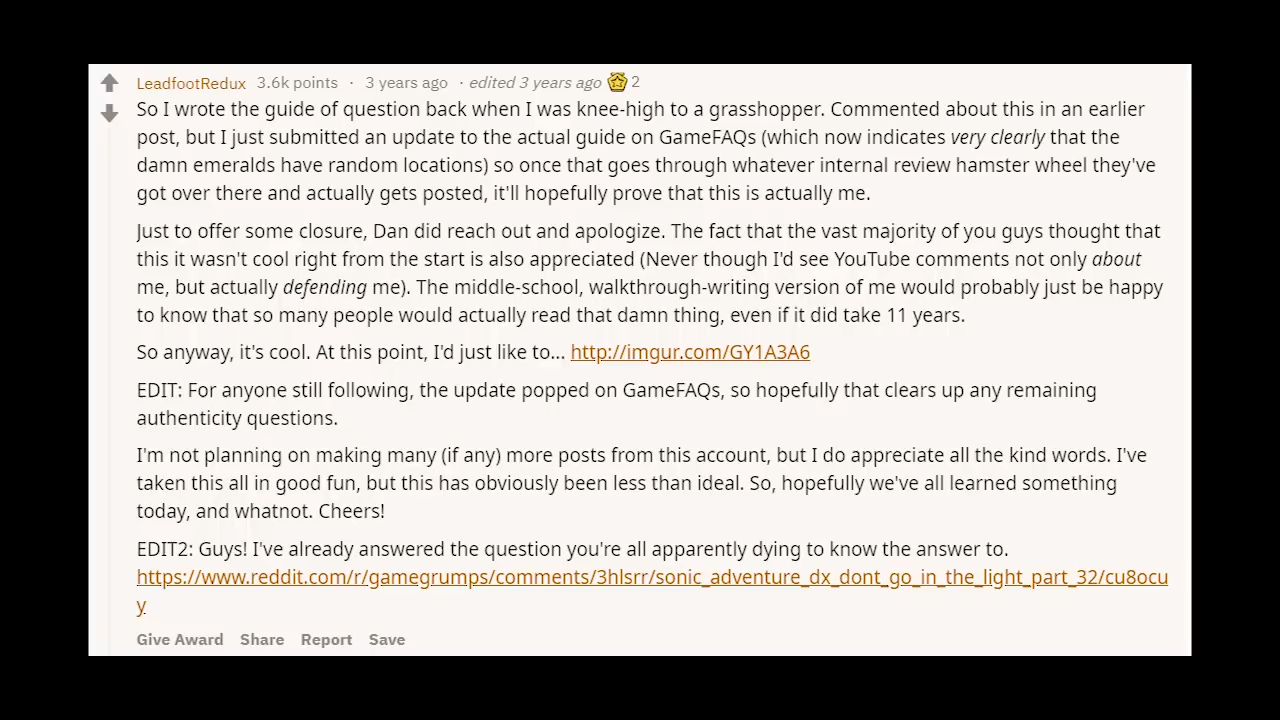 LeadfootRedux 3.6k points · 3 years ago · edited 3 years ago 2
So I wrote the guide of question back when I was knee-high to a grasshopper. Commented about this in an earlier
post, but I just submitted an update to the actual guide on GameFAQs (which now indicates very clearly that the
damn emeralds have random locations) so once that goes through whatever internal review hamster wheel they've
got over there and actually gets posted, it'll hopefully prove that this is actually me.
Just to offer some closure, Dan did reach out and apologize. The fact that the vast majority of you guys thought that
this it wasn't cool right from the start is also appreciated (Never though I'd see YouTube comments not only about
me, but actually defending me). The middle-school, walkthrough-writing version of me would probably just be happy
to know that so many people would actually read that damn thing, even if it did take 11 years.
So anyway, it's cool. At this point, I'd just like to... http://imgur.com/GY1A3A6
EDIT: For anyone still following, the update popped on GameFAQs, so hopefully that clears up any remaining
authenticity questions.
I'm not planning on making many (if any) more posts from this account, but I do appreciate all the kind words. I've
taken this all in good fun, but this has obviously been less than ideal. So, hopefully we've all learned something
today, and whatnot. Cheers!
EDIT2: Guys! I've already answered the question you're all apparently dying to know the answer to.
https://www.reddit.com/r/gamegrumps/comments/3hlsrr/sonic_adventure_dx_dont_go_in_the_light_part_32/cu8ocu
y
Give Award Share Report Save